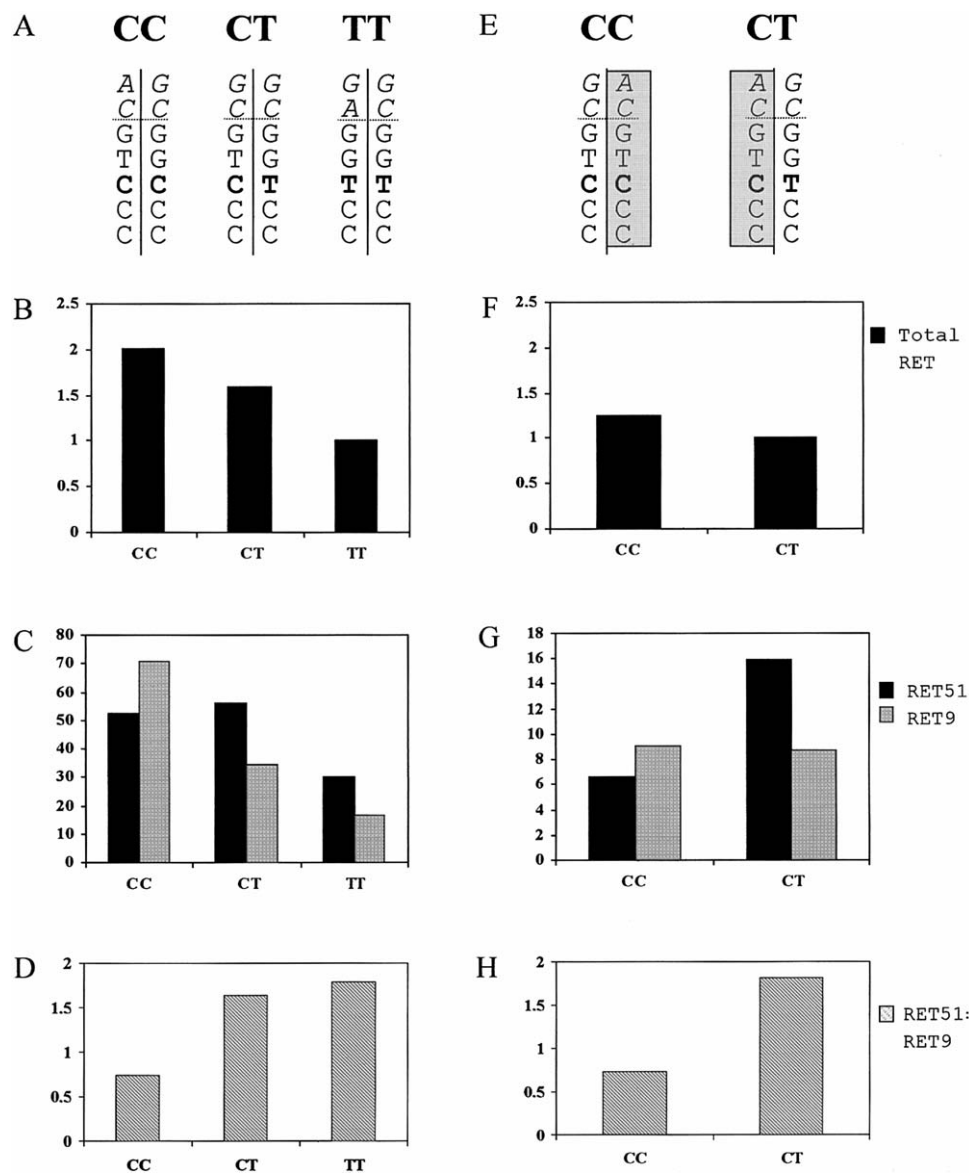 A CC CT TT
A G G G G G
C C C C A C
G G G G G G
T G T G G G
C C C T T T
C C C C C C
C C C C C C
E CC CT
G A A G
C C C C
G G G G
T T T G
C C C T
C C C C
C C C C
B
2.5
2
1.5
1
0.5
0
CC CT TT
F
2.5
2
1.5
1
0.5
0
CC CT
Total
RET
C
80
70
60
50
40
30
20
10
0
CC CT TT
G
18
16
14
12
10
8
6
4
2
0
CC CT
RET51
RET9
D
2
1.5
1
0.5
0
CC CT TT
H
2
1.5
1
0.5
0
CC CT
RET51:
RET9